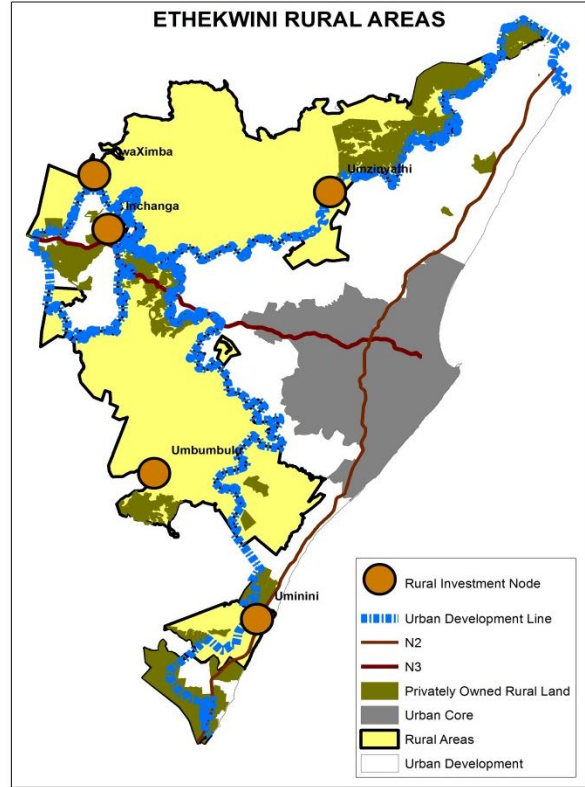 ETHEKWINI RURAL AREAS
waXimba
Inchanga
Umzinyathi
Umbumbulu
Uminini
Rural Investment Node
Urban Development Line
N2
N3
Privately Owned Rural Land
Urban Core
Rural Areas
Urban Development